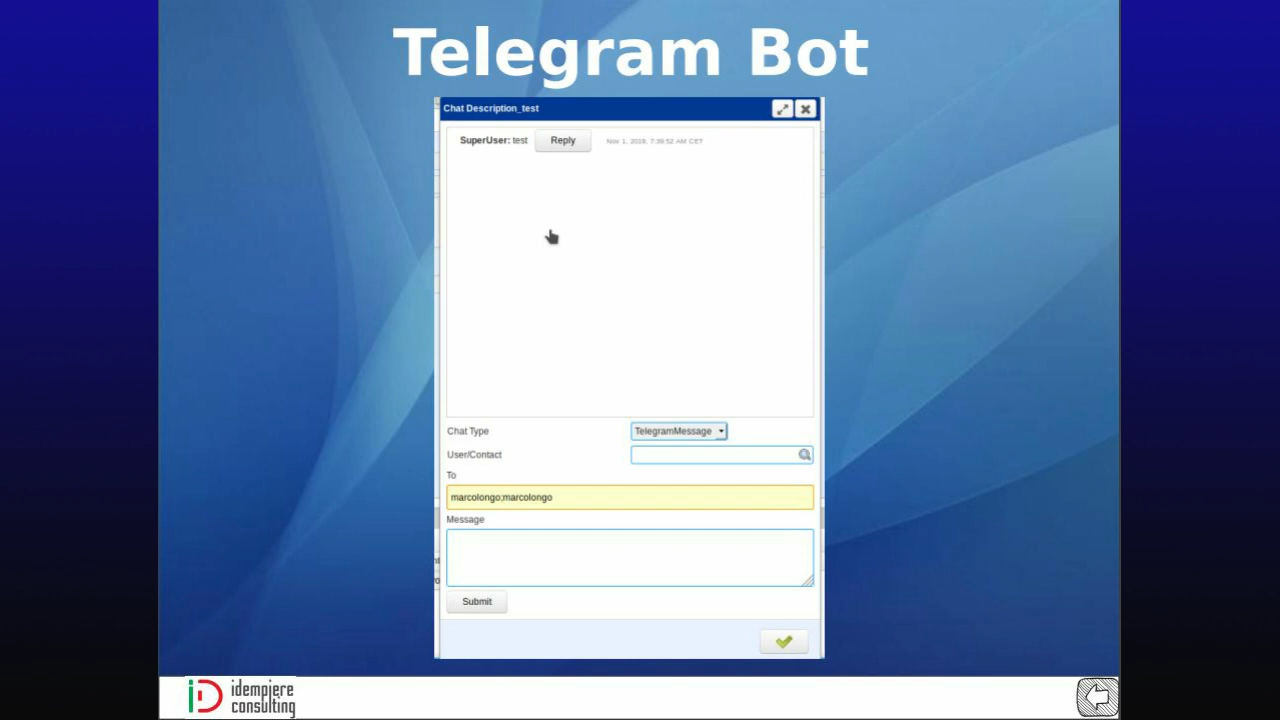 Telegram Bot
Chat Description_test
SuperUser: test Reply Nov 1, 2019, 7:39:52 AM CET
Chat Type TelegramMessage
User/Contact
To
marcolongo;marcolongo
Message
Submit
idempiere
consulting